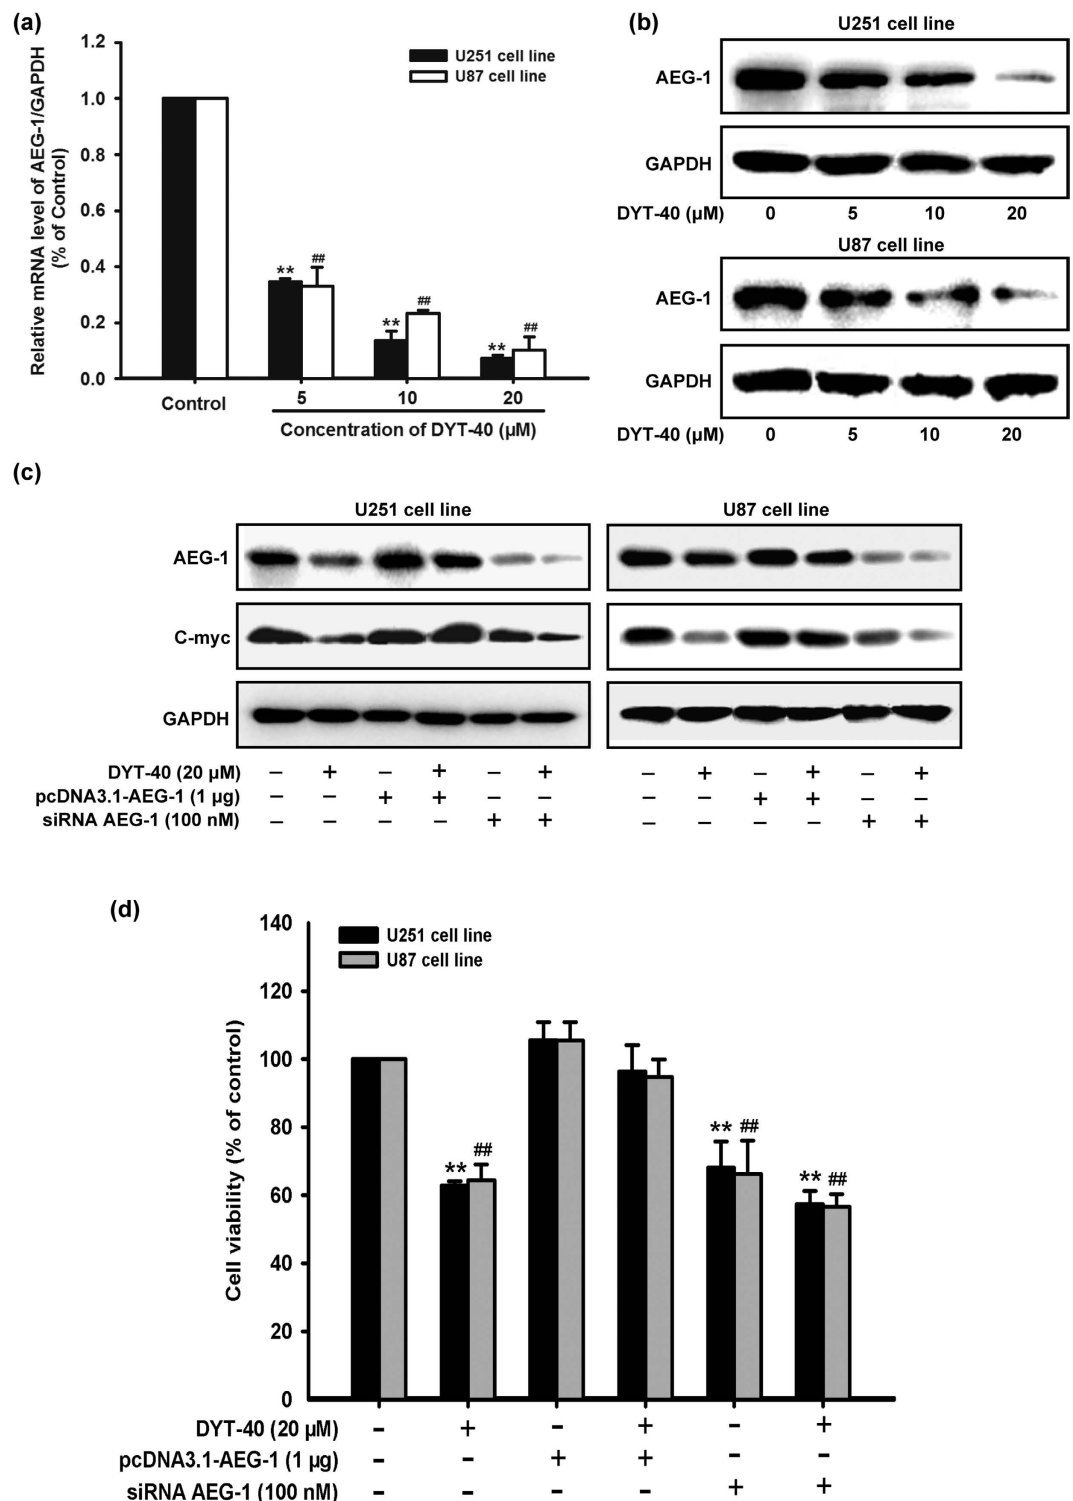 (a)
1.2
1.0
0.8
0.6
0.4
0.2
0.0
Relative mRNA level of AEG-1/GAPDH
(% of Control)
U251 cell line
U87 cell line
** ##
** ##
** ##
Control 5 10 20
Concentration of DYT-40 (µM)
(b)
U251 cell line
AEG-1
GAPDH
DYT-40 (µM) 0 5 10 20
U87 cell line
AEG-1
GAPDH
DYT-40 (µM) 0 5 10 20
(c)
U251 cell line U87 cell line
AEG-1
C-myc
GAPDH
DYT-40 (20 µM) – + – + – + – + – + – +
pcDNA3.1-AEG-1 (1 µg) – – + + – – – – + + – –
siRNA AEG-1 (100 nM) – – – – + + – – – – + +
(d)
140
120
100
80
60
40
20
0
Cell viability (% of control)
U251 cell line
U87 cell line
** ##
** ##
** ##
DYT-40 (20 µM) - + - + - +
pcDNA3.1-AEG-1 (1 µg) - - + + - -
siRNA AEG-1 (100 nM) - - - - + +